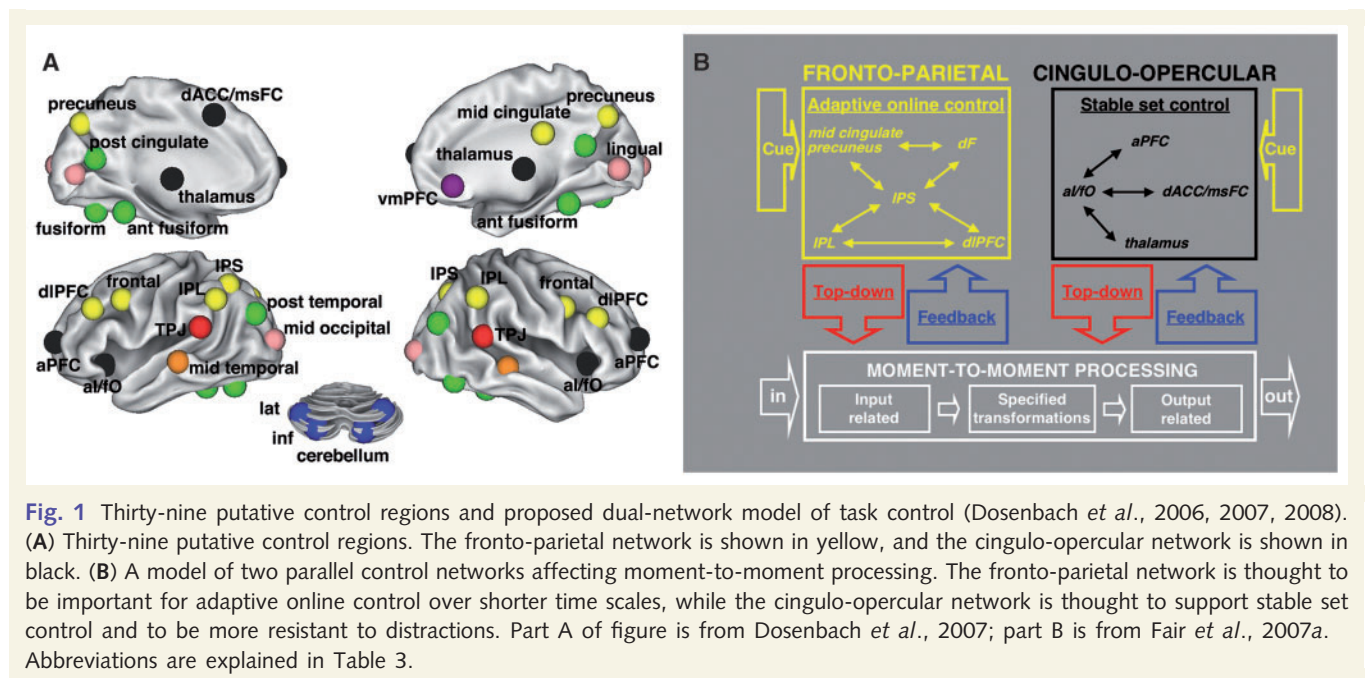 A
precuneus
dACC/msFC
post cingulate
thalamus
fusiform
ant fusiform
mid cingulate
precuneus
thalamus
lingual
vmPFC
ant fusiform
dlPFC
frontal
IPS
IPL
post temporal
TPJ
mid occipital
aPFC
aI/fO
mid temporal
IPS
IPL
frontal
dlPFC
TPJ
aPFC
aI/fO
lat
inf
cerebellum
B
FRONTO-PARIETAL
CINGULO-OPERCULAR
Cue
Adaptive online control
mid cingulate
precuneus
dF
IPS
IPL
dlPFC
Stable set control
aPFC
aI/fO
dACC/msFC
thalamus
Cue
Top-down
Feedback
Top-down
Feedback
in
MOMENT-TO-MOMENT PROCESSING
Input
related
Specified
transformations
Output
related
out
Fig. 1 Thirty-nine putative control regions and proposed dual-network model of task control (Dosenbach et al., 2006, 2007, 2008).
(A) Thirty-nine putative control regions. The fronto-parietal network is shown in yellow, and the cingulo-opercular network is shown in
black. (B) A model of two parallel control networks affecting moment-to-moment processing. The fronto-parietal network is thought to
be important for adaptive online control over shorter time scales, while the cingulo-opercular network is thought to support stable set
control and to be more resistant to distractions. Part A of figure is from Dosenbach et al., 2007; part B is from Fair et al., 2007a.
Abbreviations are explained in Table 3.